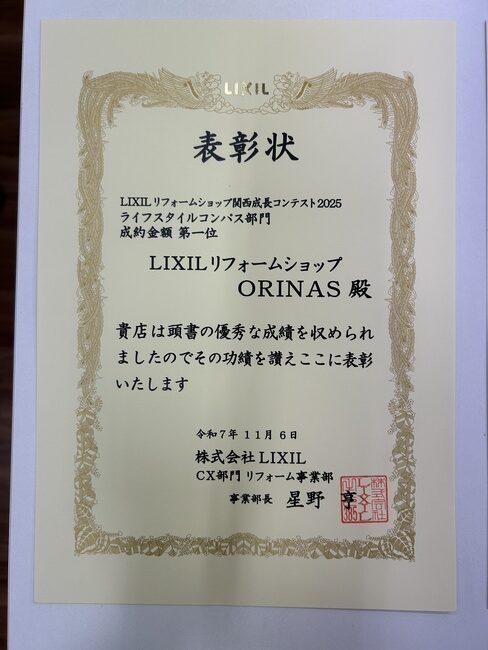 LIXIL
表彰状
LIXILリフォームショップ関西成長コンテスト2025
ライフスタイルコンパス部門
成約金額 第一位
LIXILリフォームショップ
ORINAS 殿
貴店は頭書の優秀な成績を収められ
ましたのでその功績を讃えここに表彰
いたします
令和7年 11月 6日
株式会社 LIXIL
CX部門 リフォーム事業部
事業部長 星野 享